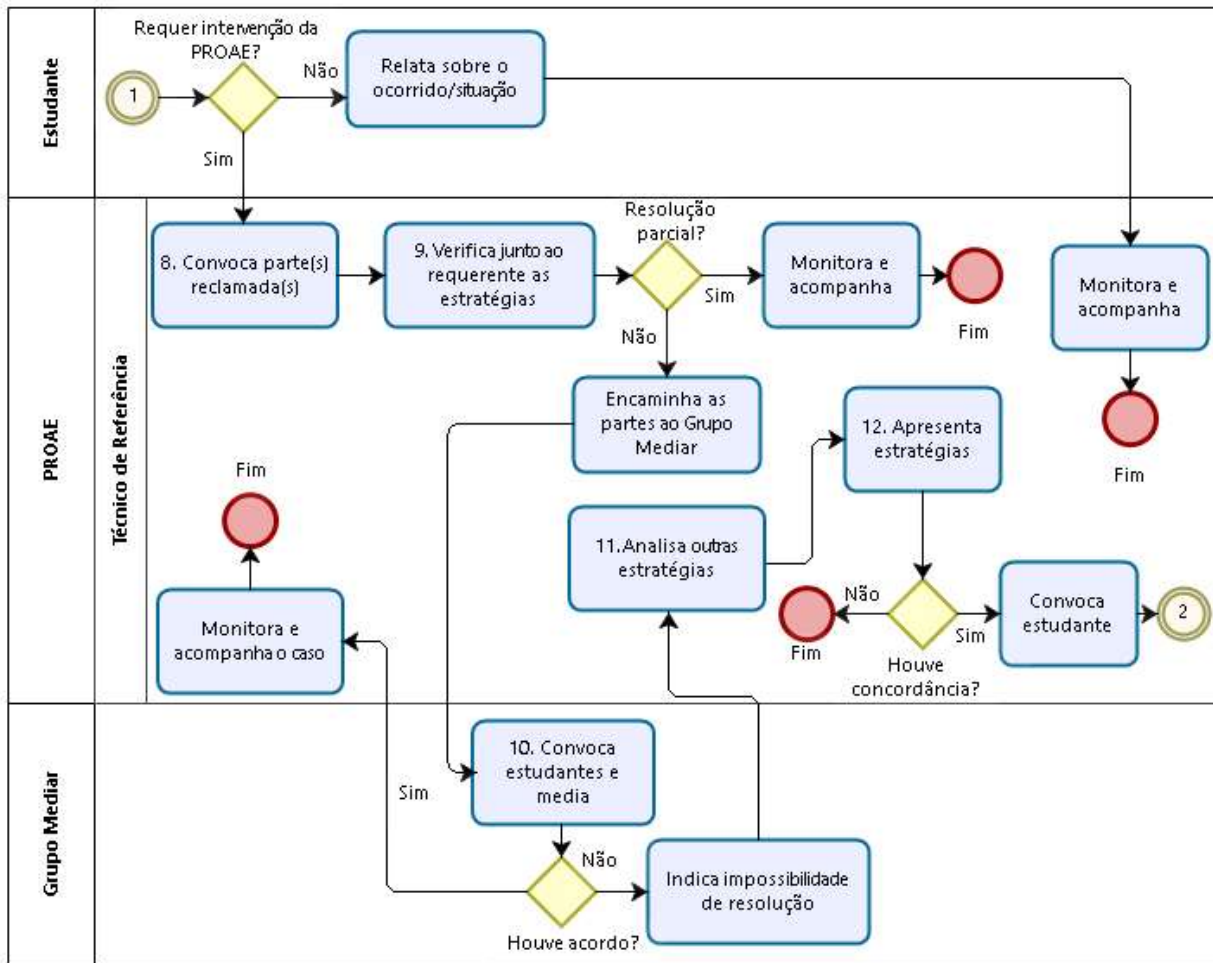 Estudante
Requer intervenção da
PROAE?
1
Não
Sim
Relata sobre o
ocorrido/situação
PROAE
Técnico de Referência
8. Convoca parte(s)
reclamada(s)
9. Verifica junto ao
requerente as
estratégias
Resolução
parcial?
Sim
Não
Monitora e
acompanha
Fim
Monitora e
acompanha
Fim
Encaminha as
partes ao Grupo
Mediar
12. Apresenta
estratégias
11. Analisa outras
estratégias
Fim
Monitora e
acompanha o caso
Não
Fim
Sim
Houve
concordância?
Convoca
estudante
2
Grupo Mediar
10. Convoca
estudantes e
media
Sim
Não
Houve acordo?
Indica impossibilidade
de resolução